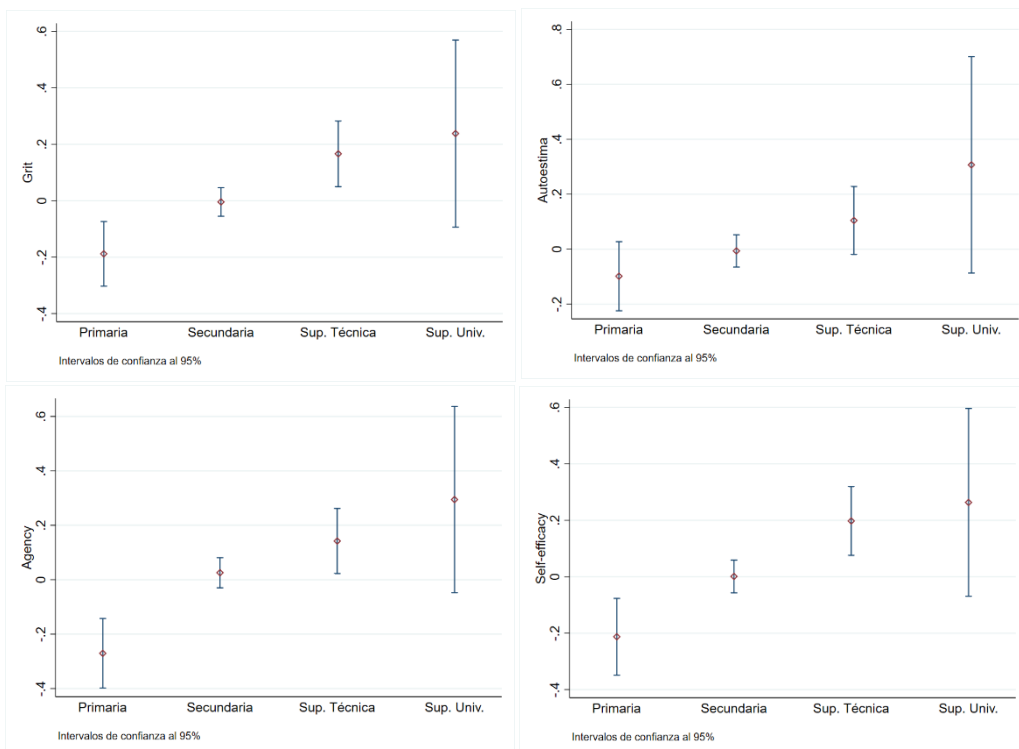 Grit
.6
.4
.2
0
-.2
-.4
Primaria Secundaria Sup. Técnica Sup. Univ.
Intervalos de confianza al 95%
Autoestima
.8
.6
.4
.2
0
-.2
Primaria Secundaria Sup. Técnica Sup. Univ.
Intervalos de confianza al 95%
Agency
.6
.4
.2
0
-.2
-.4
Primaria Secundaria Sup. Técnica Sup. Univ.
Intervalos de confianza al 95%
Self-efficacy
.6
.4
.2
0
-.2
-.4
Primaria Secundaria Sup. Técnica Sup. Univ.
Intervalos de confianza al 95%